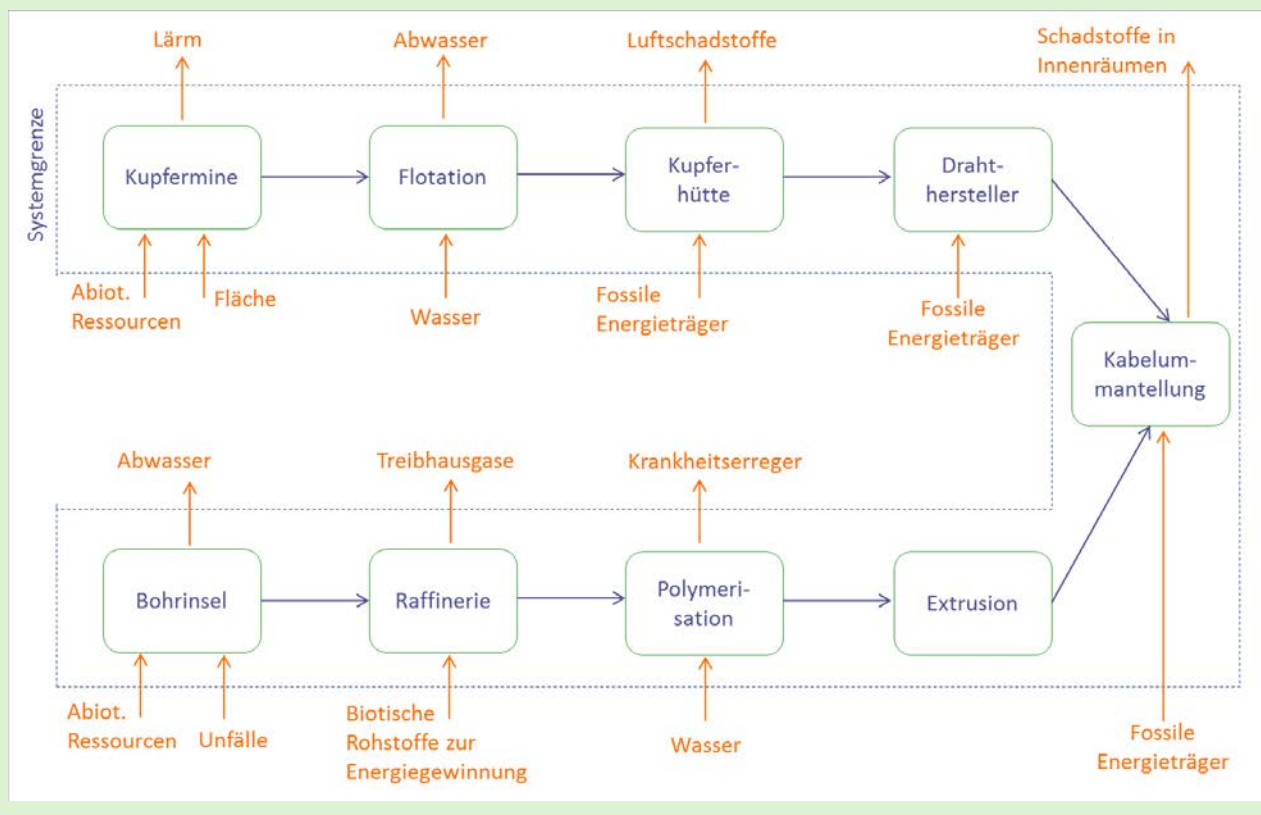 Lärm
Abwasser
Luftschadstoffe
Schadstoffe in
Innenräumen
Systemgrenze
Kupfermine
Flotation
Kupfer-
hütte
Draht-
hersteller
Abiot.
Ressourcen
Fläche
Wasser
Fossile
Energieträger
Fossile
Energieträger
Kabelum-
mantellung
Abwasser
Treibhausgase
Krankheitserreger
Bohrinsel
Raffinerie
Polymeri-
sation
Extrusion
Abiot.
Ressourcen
Unfälle
Biotische
Rohstoffe zur
Energiegewinnung
Wasser
Fossile
Energieträger